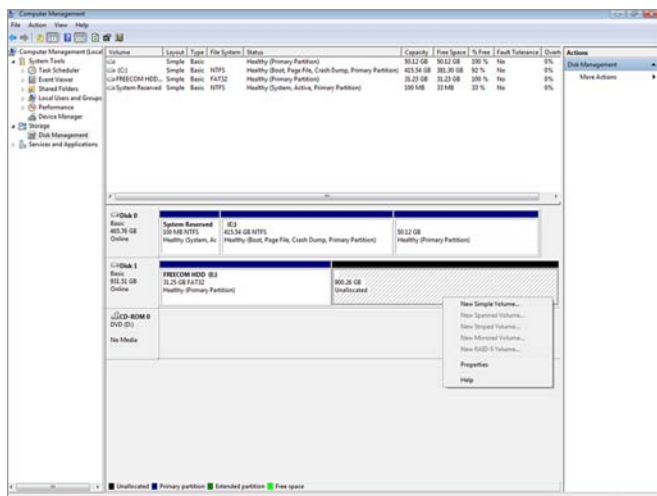 Computer Management
File Action View Help
Computer Management (Local
System Tools
Task Scheduler
Event Viewer
Shared Folders
Local Users and Groups
Performance
Device Manager
Storage
Disk Management
Services and Applications
Volume Layout Type File System Status Capacity Free Space % Free Fault Tolerance Overh
Simple Basic Healthy (Primary Partition) 50.12 GB 50.12 GB 100 % No 0%
(C:) Simple Basic NTFS Healthy (Boot, Page File, Crash Dump, Primary Partition) 415.54 GB 381.30 GB 92 % No 0%
FREECOM HDD... Simple Basic FAT32 Healthy (Primary Partition) 31.23 GB 31.23 GB 100 % No 0%
System Reserved Simple Basic NTFS Healthy (System, Active, Primary Partition) 100 MB 33 MB 33 % No 0%
Actions
Disk Management
More Actions
Disk 0
Basic
465.76 GB
Online
System Reserved
100 MB NTFS
Healthy (System, Ac
(C:)
415.54 GB NTFS
Healthy (Boot, Page File, Crash Dump, Primary Partition)
50.12 GB
Healthy (Primary Partition)
Disk 1
Basic
931.51 GB
Online
FREECOM HDD (E:)
31.25 GB FAT32
Healthy (Primary Partition)
900.26 GB
Unallocated
CD-ROM 0
DVD (D:)
No Media
New Simple Volume...
New Spanned Volume...
New Striped Volume...
New Mirrored Volume...
New RAID-5 Volume...
Properties
Help
Unallocated Primary partition Extended partition Free space